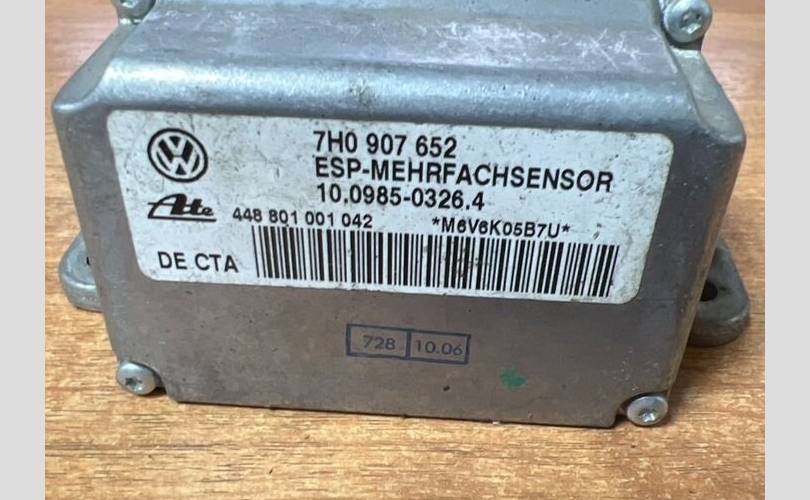 7H0 907 652
ESP-MEHRFACHSENSOR
10.0985-0326.4
Ate 448 801 001 042 *M6V6K05B7U*
DE CTA
728 10.06